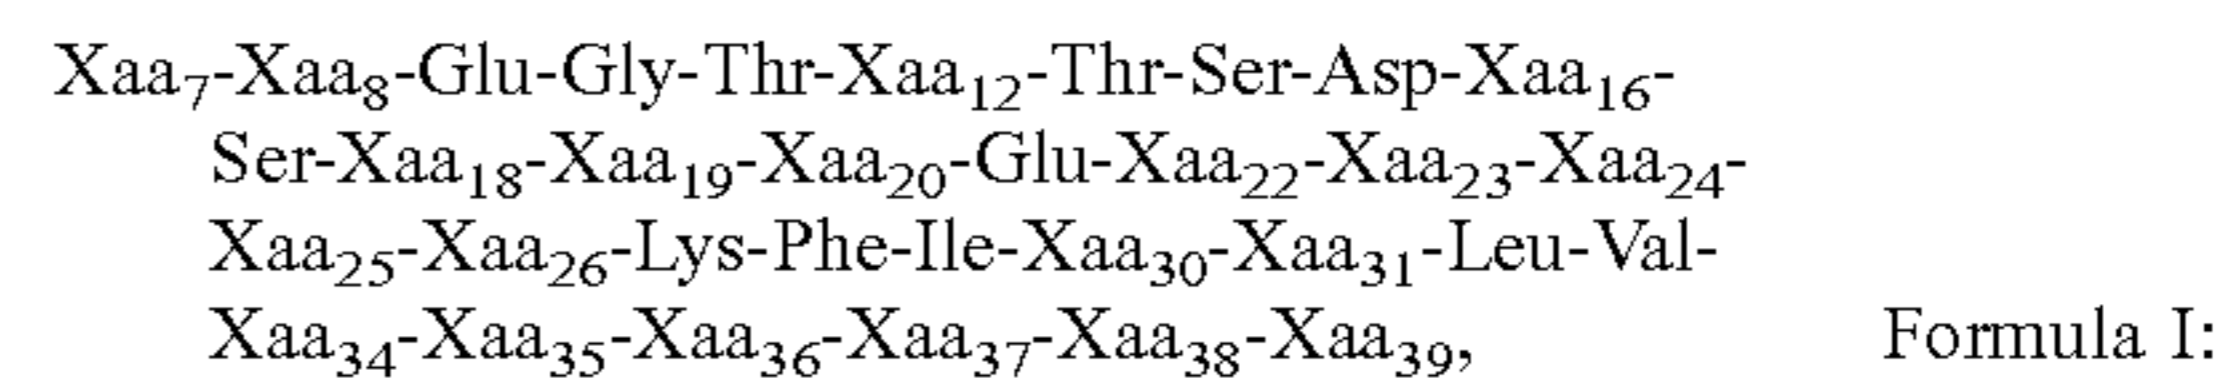 Xaa₇-Xaa₈-Glu-Gly-Thr-Xaa₁₂-Thr-Ser-Asp-Xaa₁₆-
Ser-Xaa₁₈-Xaa₁₉-Xaa₂₀-Glu-Xaa₂₂-Xaa₂₃-Xaa₂₄-
Xaa₂₅-Xaa₂₆-Lys-Phe-Ile-Xaa₃₀-Xaa₃₁-Leu-Val-
Xaa₃₄-Xaa₃₅-Xaa₃₆-Xaa₃₇-Xaa₃₈-Xaa₃₉, Formula I: